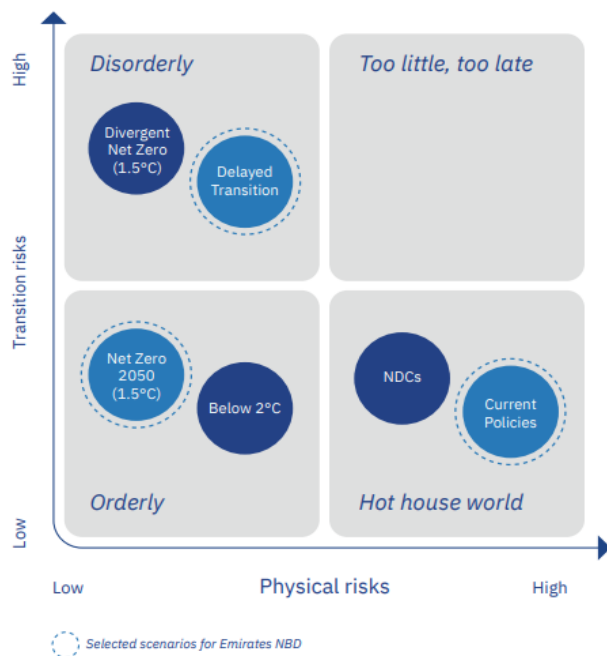 High
Transition risks
Low
Disorderly
Divergent
Net Zero
(1.5°C)
Delayed
Transition
Too little, too late
Net Zero
2050
(1.5°C)
Below 2°C
Orderly
NDCs
Current
Policies
Hot house world
Low
Physical risks
High
Selected scenarios for Emirates NBD